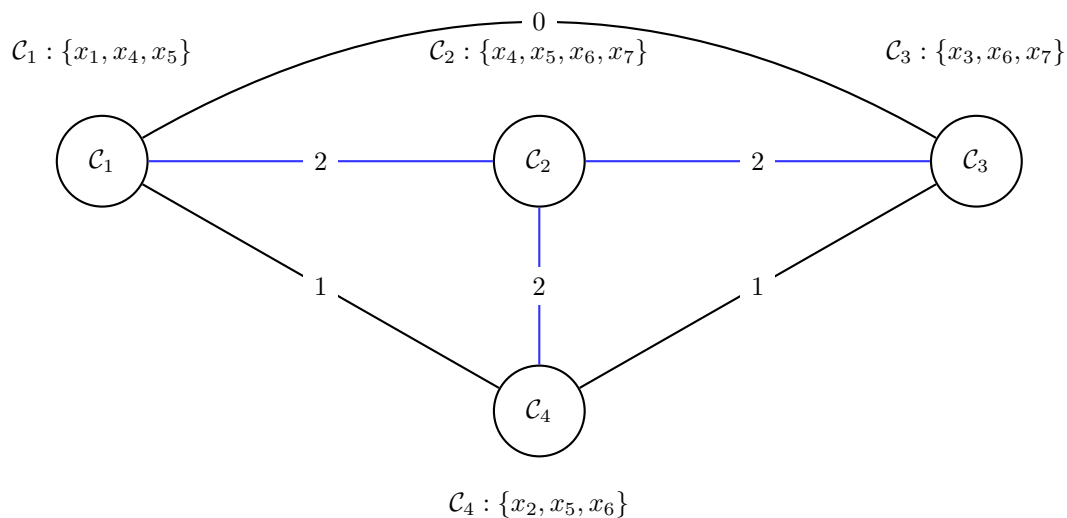 0
𝒞₁ : {x₁, x₄, x₅}
𝒞₂ : {x₄, x₅, x₆, x₇}
𝒞₃ : {x₃, x₆, x₇}
𝒞₁
2
𝒞₂
2
𝒞₃
1
2
1
𝒞₄
𝒞₄ : {x₂, x₅, x₆}